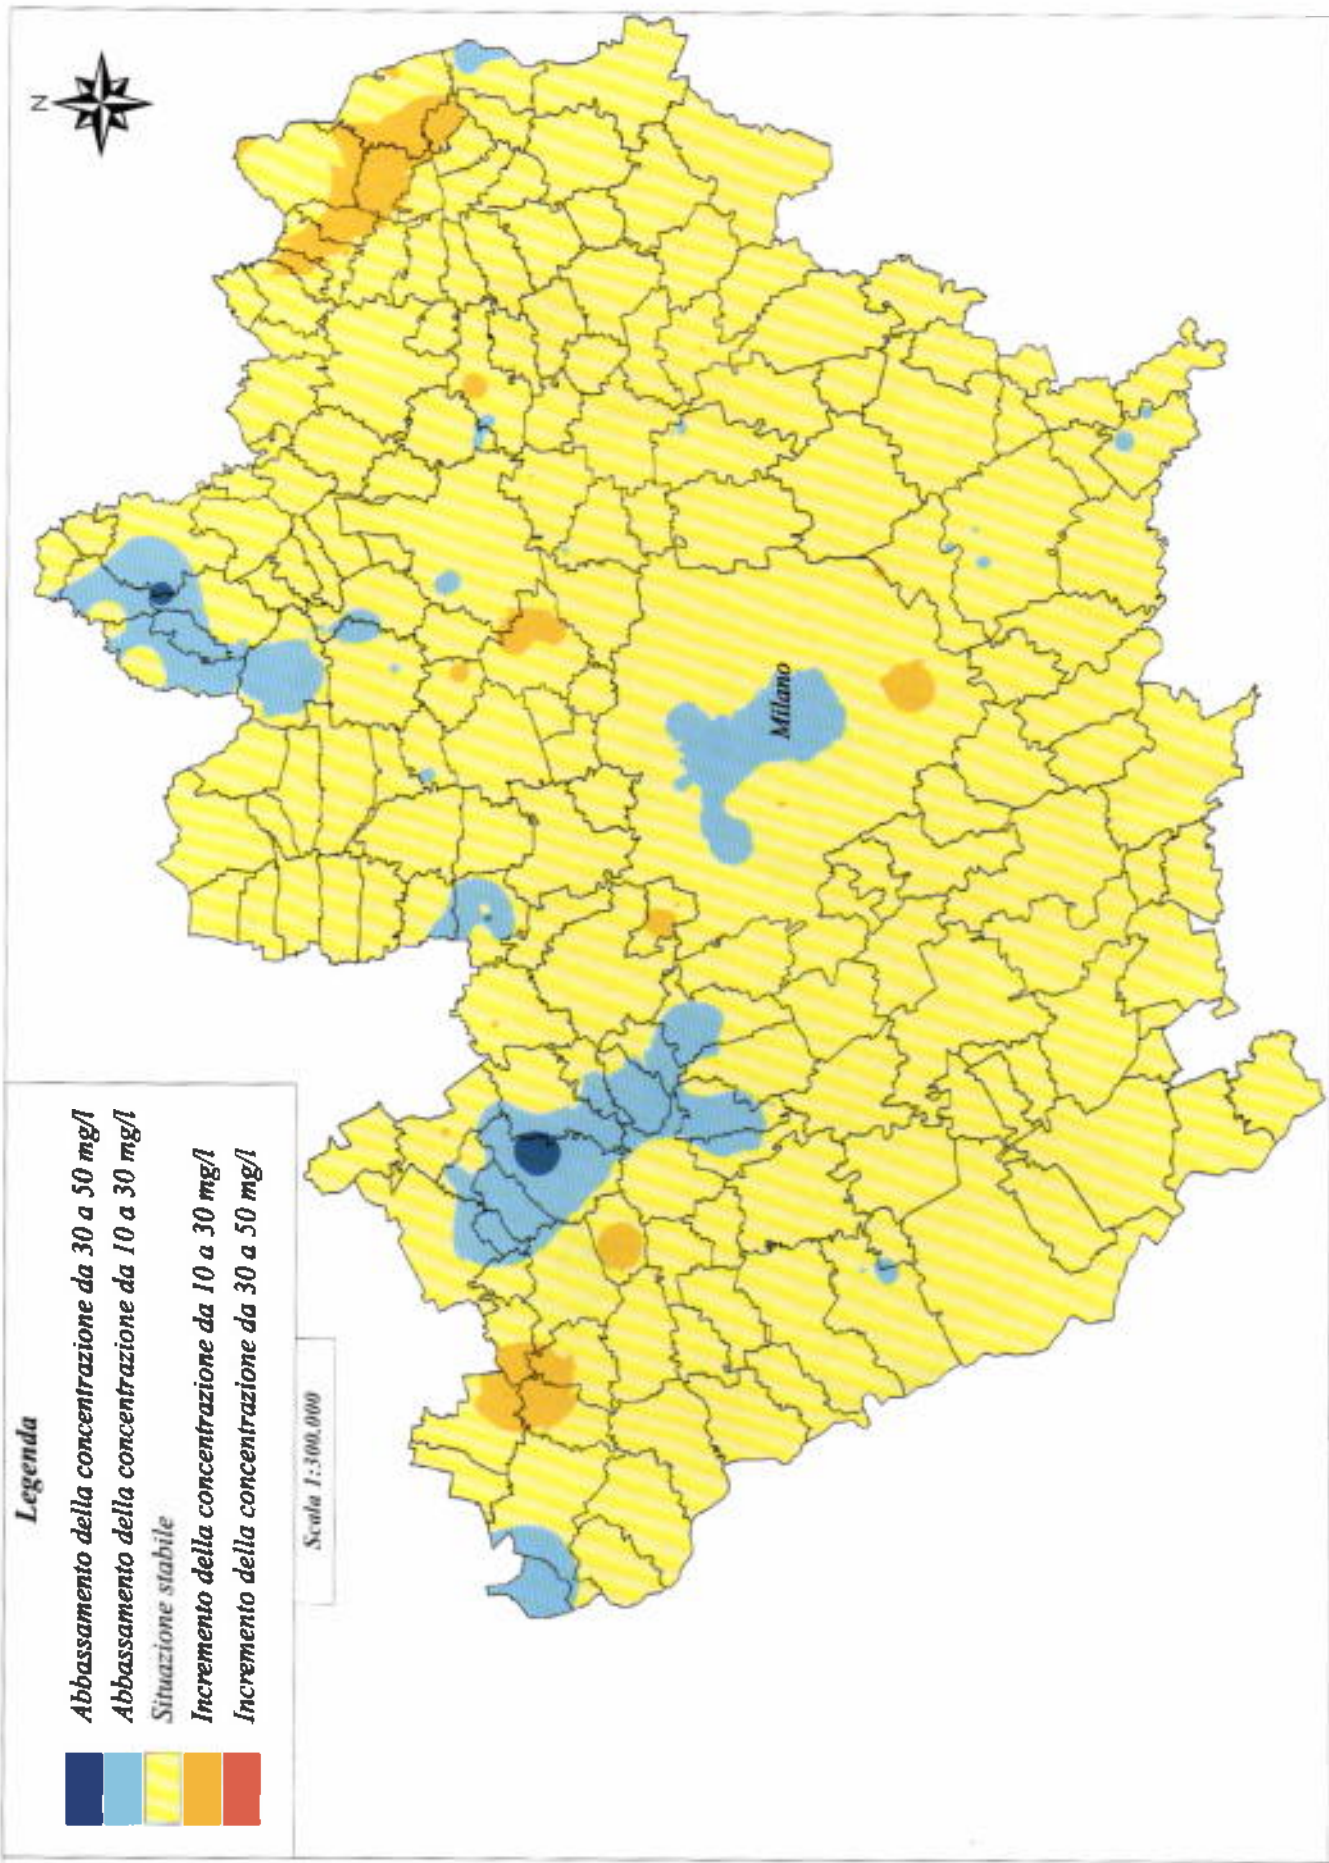 Legenda
Abbassamento della concentrazione da 30 a 50 mg/l
Abbassamento della concentrazione da 10 a 30 mg/l
Situazione stabile
Incremento della concentrazione da 10 a 30 mg/l
Incremento della concentrazione da 30 a 50 mg/l
Scala 1:300.000
N
Milano